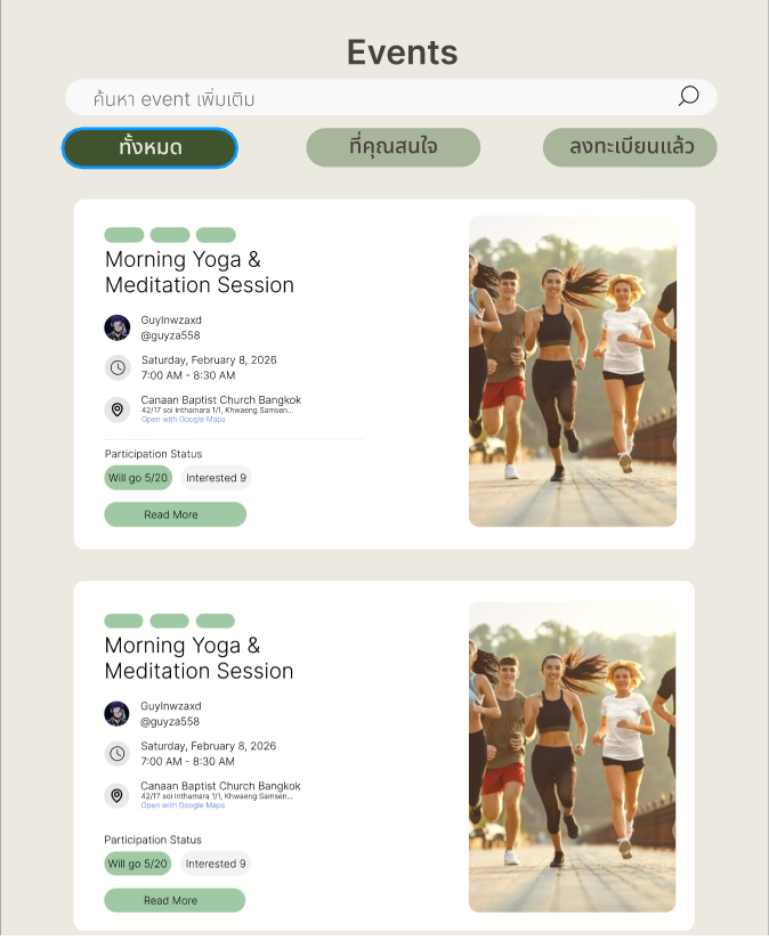 Events
ค้นหา event เพิ่มเติม
ทั้งหมด
ที่คุณสนใจ
ลงทะเบียนแล้ว
Morning Yoga &
Meditation Session
Guylnwzaxd
@guyza558
Saturday, February 8, 2026
7:00 AM - 8:30 AM
Canaan Baptist Church Bangkok
42/17 soi Inthamara 1/1, Khwaeng Samsen...
Open with Google Maps
Participation Status
Will go 5/20
Interested 9
Read More
Morning Yoga &
Meditation Session
Guylnwzaxd
@guyza558
Saturday, February 8, 2026
7:00 AM - 8:30 AM
Canaan Baptist Church Bangkok
42/17 soi Inthamara 1/1, Khwaeng Samsen...
Open with Google Maps
Participation Status
Will go 5/20
Interested 9
Read More